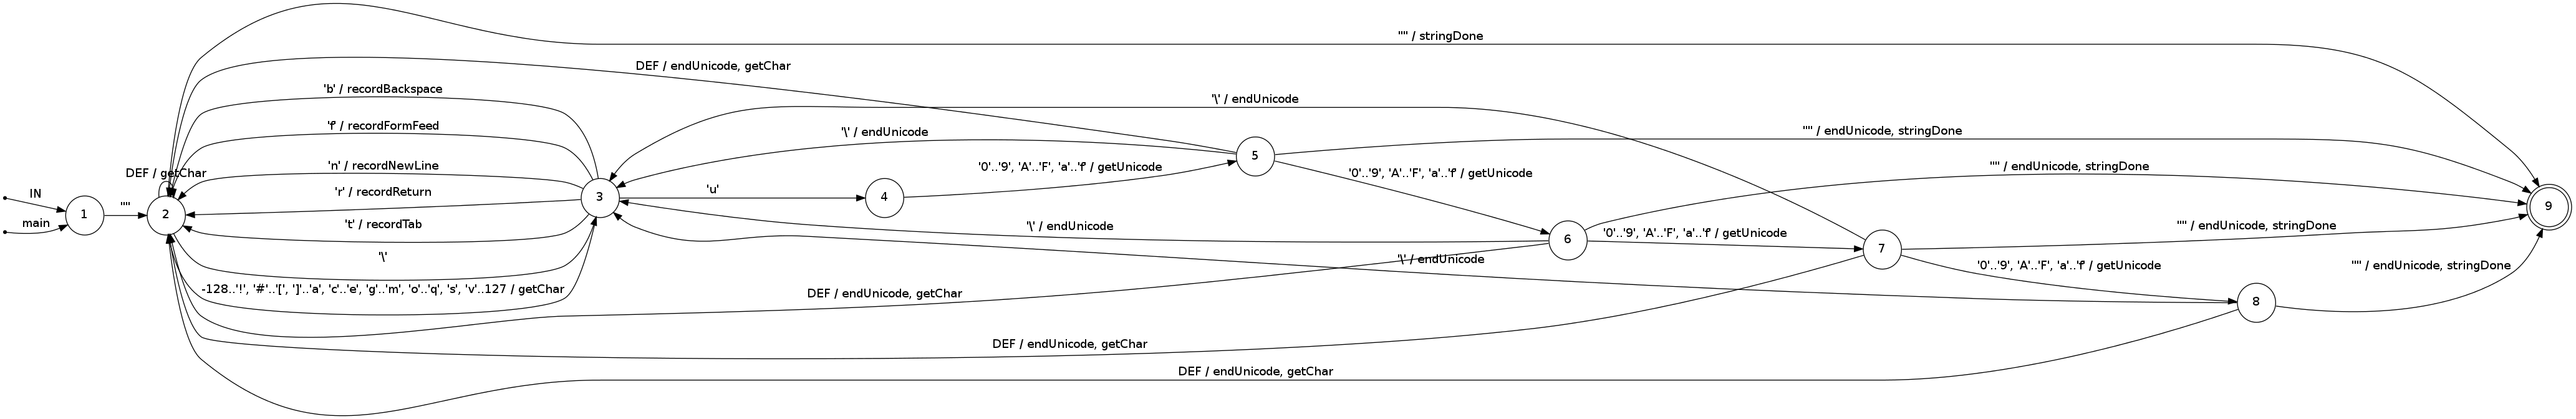 '"' / stringDone
DEF / endUnicode, getChar
'b' / recordBackspace
'\' / endUnicode
'f' / recordFormFeed
'\' / endUnicode
'"' / endUnicode, stringDone
'n' / recordNewLine
DEF / getChar
'0'..'9', 'A'..'F', 'a'..'f' / getUnicode
5
'"' / endUnicode, stringDone
'0'..'9', 'A'..'F', 'a'..'f' / getUnicode
IN
'r' / recordReturn
'u'
3
4
'"'
1
2
main
't' / recordTab
9
'\' / endUnicode
'"' / endUnicode, stringDone
'0'..'9', 'A'..'F', 'a'..'f' / getUnicode
6
7
'\'
'\' / endUnicode
'0'..'9', 'A'..'F', 'a'..'f' / getUnicode
'"' / endUnicode, stringDone
-128..'!', '#'..'[', ']'..'a', 'c'..'e', 'g'..'m', 'o'..'q', 's', 'v'..127 / getChar
DEF / endUnicode, getChar
8
DEF / endUnicode, getChar
DEF / endUnicode, getChar